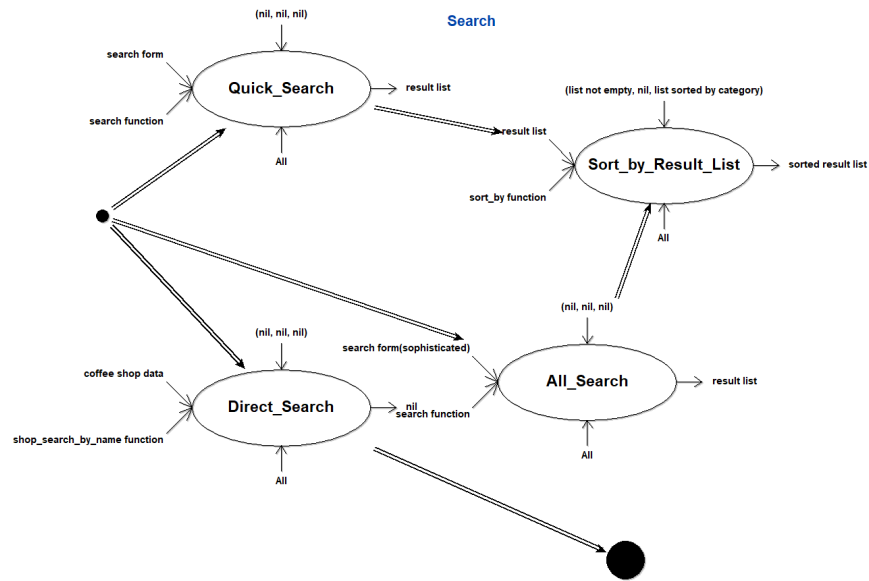 Search
(nil, nil, nil)
search form
Quick_Search
result list
search function
All
(list not empty, nil, list sorted by category)
result list
Sort_by_Result_List
sorted result list
sort_by function
All
(nil, nil, nil)
coffee shop data
Direct_Search
nil
shop_search_by_name function
All
(nil, nil, nil)
search form(sophisticated)
All_Search
result list
search function
All